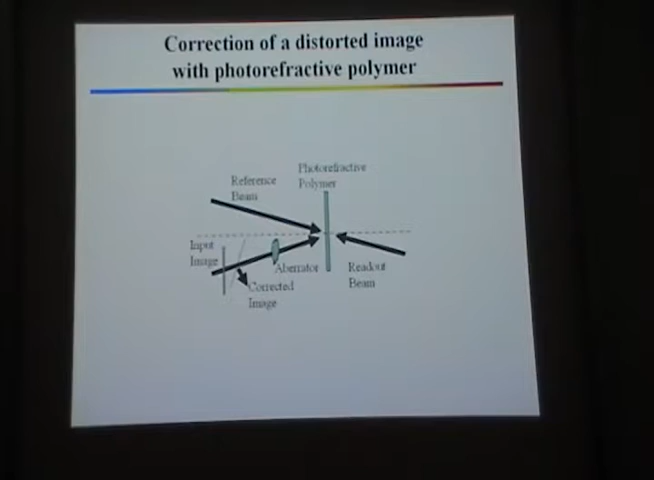 Correction of a distorted image
with photorefractive polymer
Photorefractive
Polymer
Reference
Beam
Input
Image
Aberrator
Readout
Beam
Corrected
Image